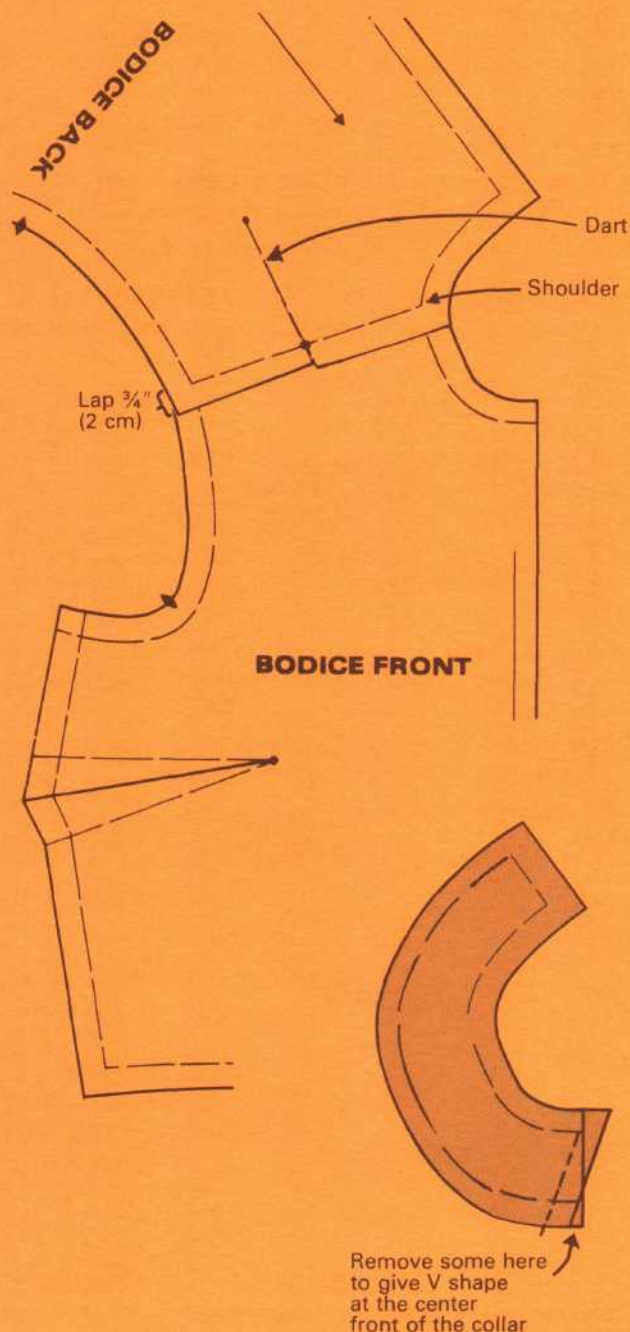 BODICE BACK
Dart
Shoulder
Lap ¾"
(2 cm)
BODICE FRONT
Remove some here
to give V shape
at the center
front of the collar